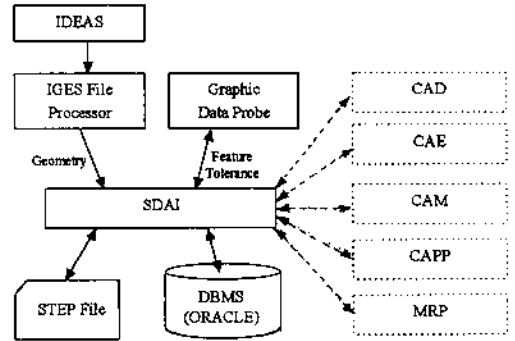 IDEAS
IGES File
Processor
Graphic
Data Probe
CAD
CAE
Geometry
Feature
Tolerance
SDAI
CAM
CAPP
STEP File
DBMS
(ORACLE)
MRP